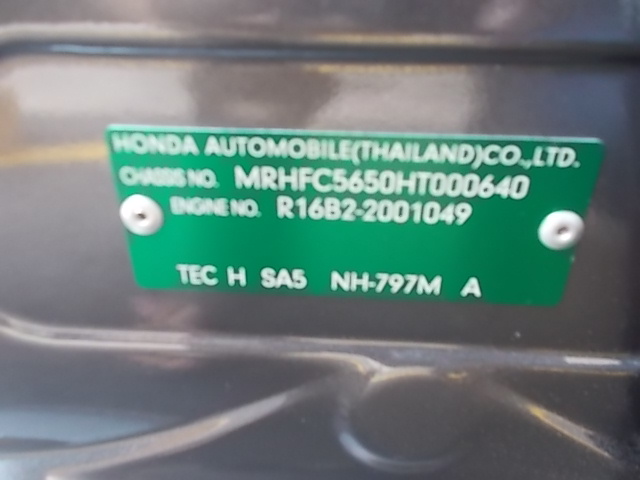 HONDA AUTOMOBILE(THAILAND)CO.,LTD.
CHASSIS NO. MRHFC5650HT000640
ENGINE NO. R16B2-2001049
TEC H SA5 NH-797M A